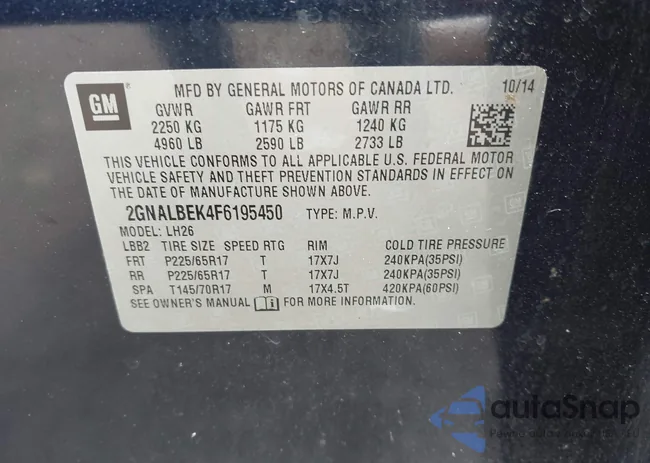 GM
MFD BY GENERAL MOTORS OF CANADA LTD. 10/14
GVWR GAWR FRT GAWR RR
2250 KG 1175 KG 1240 KG
4960 LB 2590 LB 2733 LB
THIS VEHICLE CONFORMS TO ALL APPLICABLE U.S. FEDERAL MOTOR
VEHICLE SAFETY AND THEFT PREVENTION STANDARDS IN EFFECT ON
THE DATE OF MANUFACTURE SHOWN ABOVE.
2GNALBEK4F6195450 TYPE: M.P.V.
MODEL: LH26
LBB2 TIRE SIZE SPEED RTG RIM COLD TIRE PRESSURE
FRT P225/65R17 T 17X7J 240KPA(35PSI)
RR P225/65R17 T 17X7J 240KPA(35PSI)
SPA T145/70R17 M 17X4.5T 420KPA(60PSI)
SEE OWNER'S MANUAL FOR MORE INFORMATION.
autoSnap